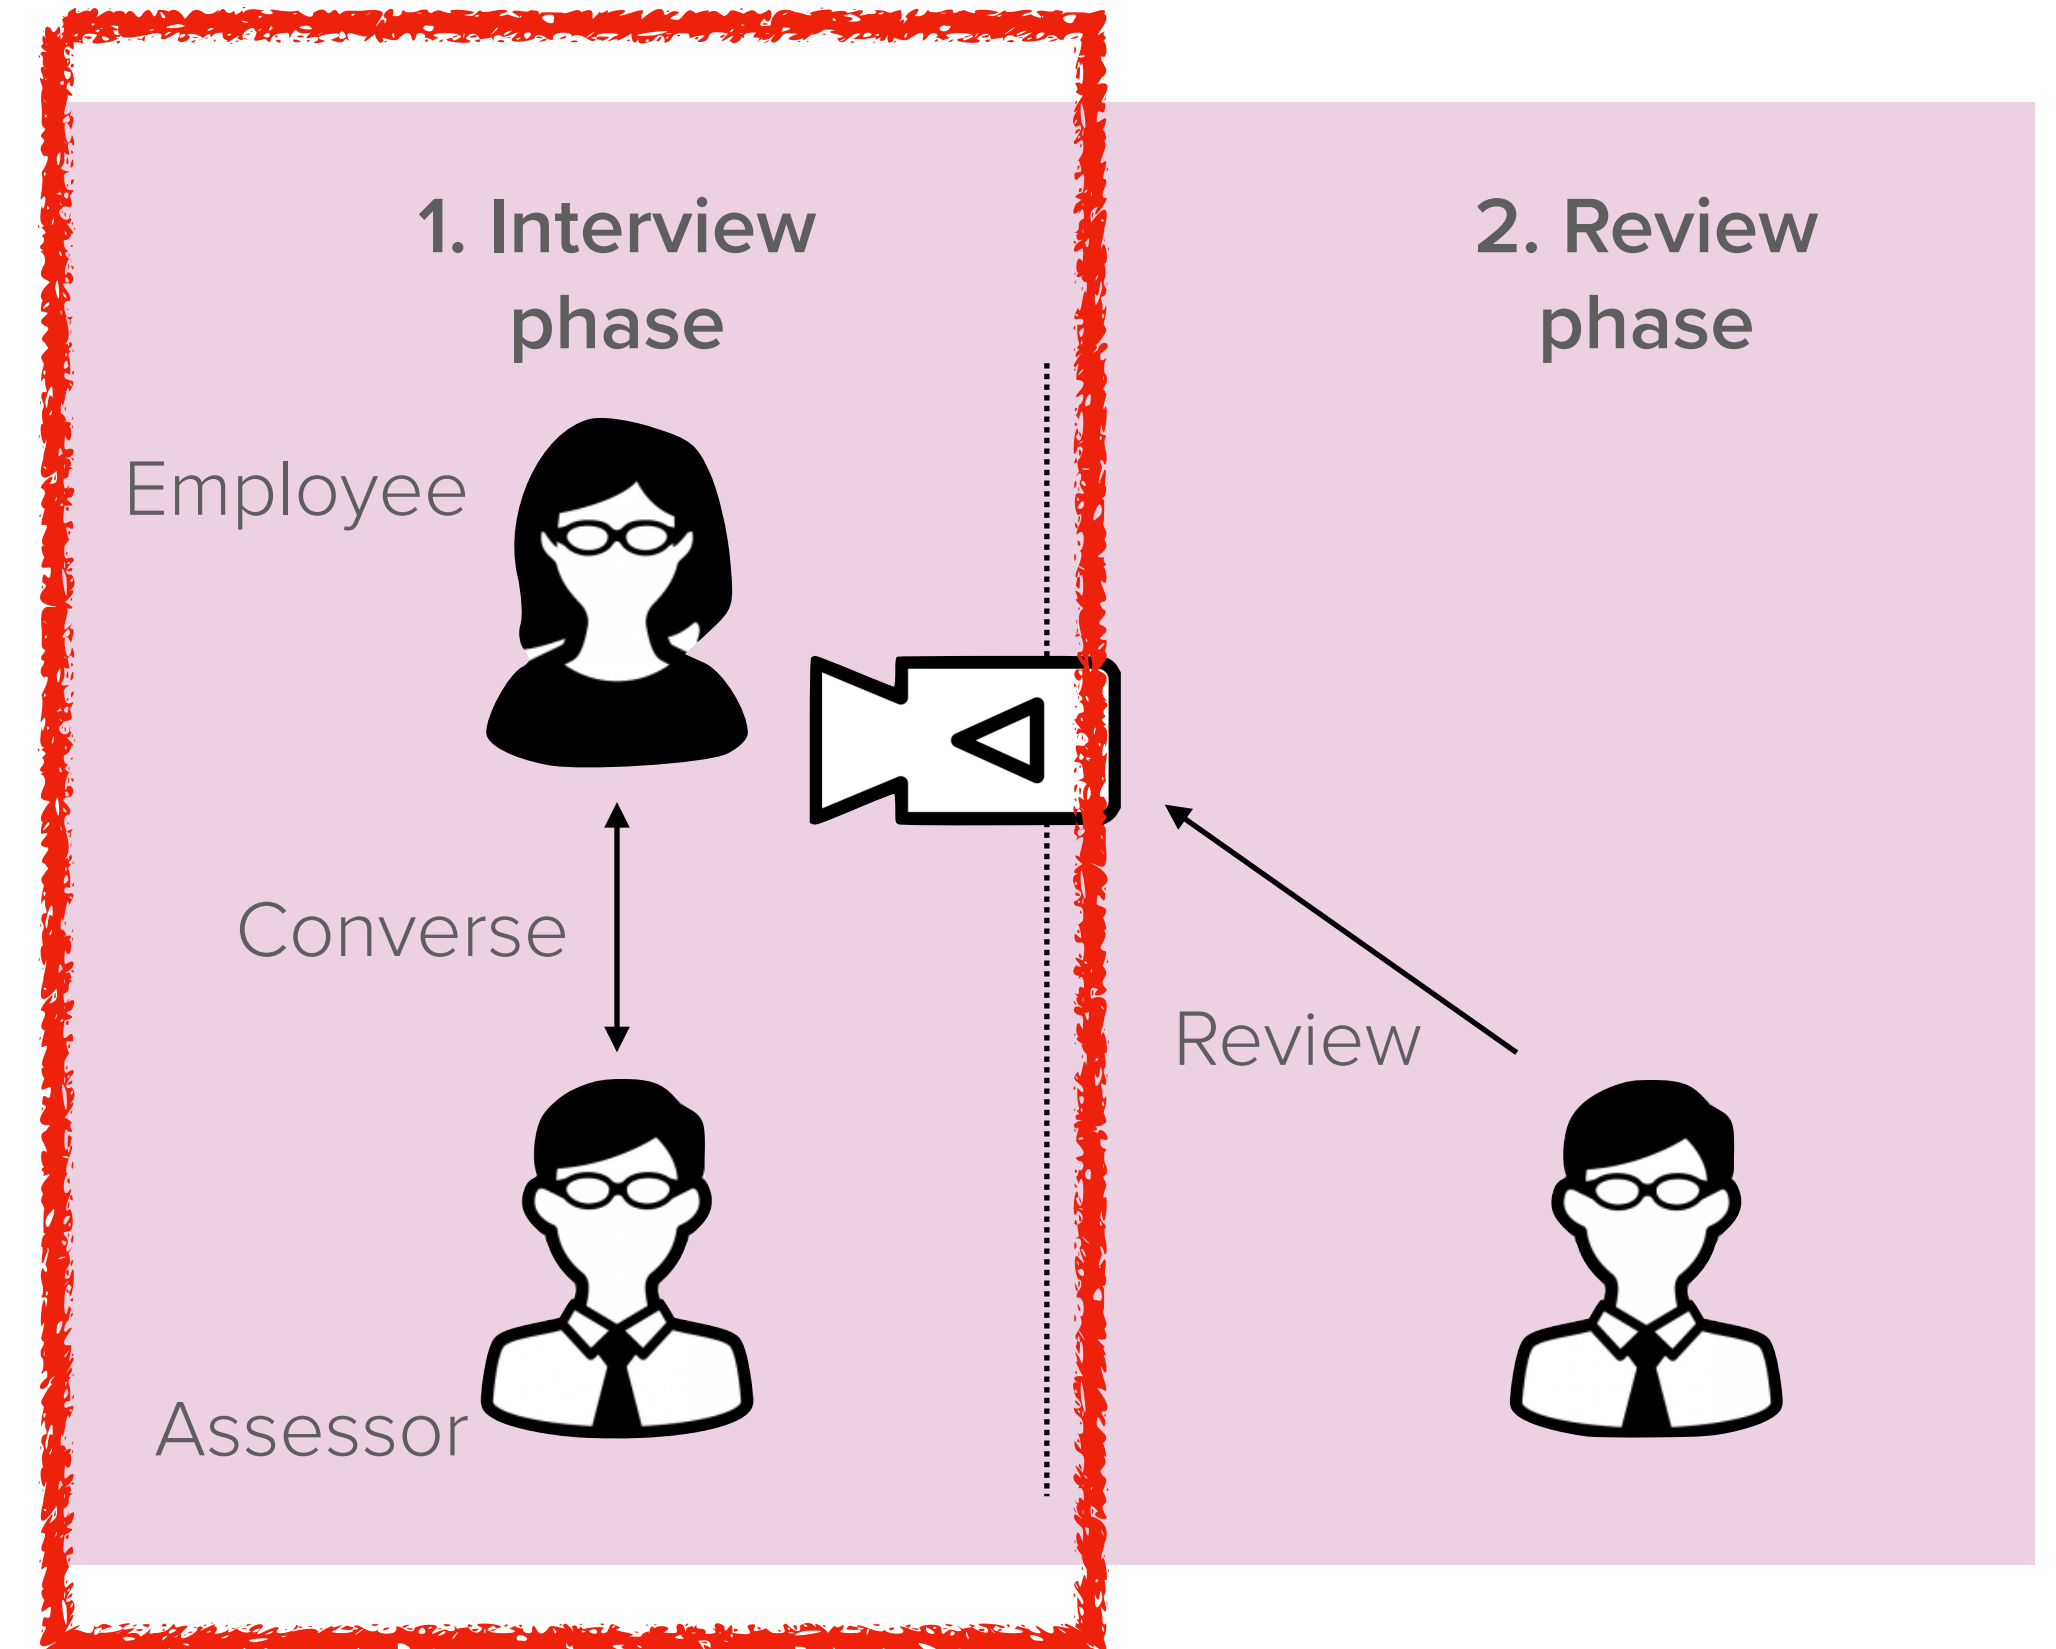 1. Interview
phase
2. Review
phase
Employee
Converse
Review
Assessor